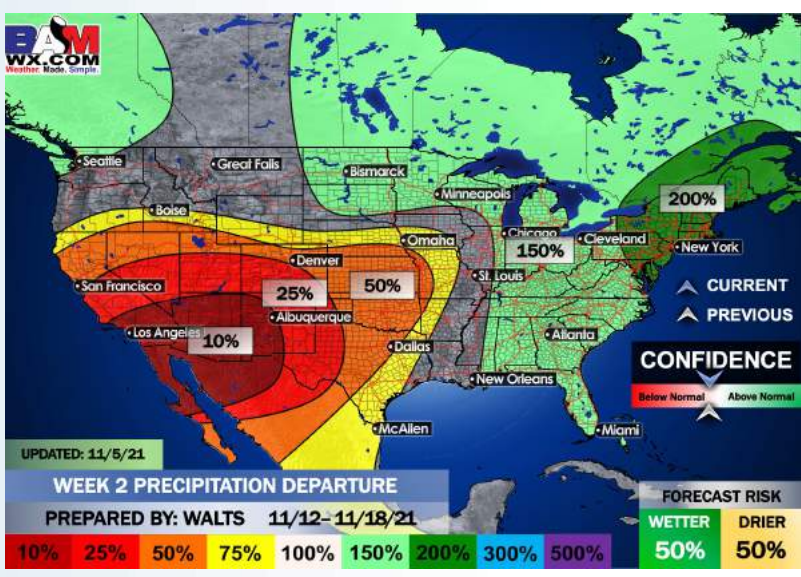 BAM
WX.COM
Weather. Made. Simple.
Seattle
Great Falls
Bismarck
Minneapolis
200%
Boise
Omaha
Chicago
Cleveland
150%
New York
Denver
San Francisco
25%
50%
St. Louis
CURRENT
Albuquerque
PREVIOUS
Los Angeles
10%
Dallas
Atlanta
CONFIDENCE
New Orleans
Below Normal
Above Normal
McAllen
Miami
UPDATED: 11/5/21
WEEK 2 PRECIPITATION DEPARTURE
PREPARED BY: WALTS 11/12–11/18/21
10% 25% 50% 75% 100% 150% 200% 300% 500%
FORECAST RISK
WETTER DRIER
50% 50%